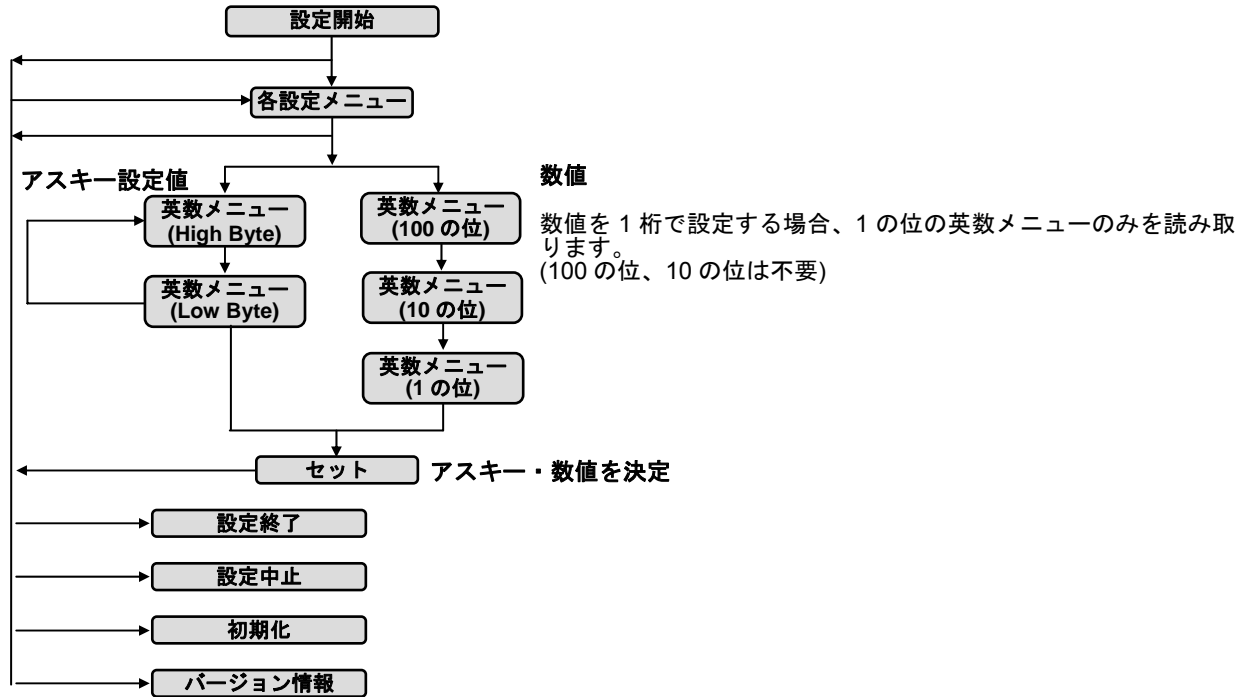 設定開始
各設定メニュー
アスキー設定値
英数メニュー
(High Byte)
英数メニュー
(Low Byte)
英数メニュー
(100 の位)
英数メニュー
(10 の位)
英数メニュー
(1 の位)
数値
数値を 1 桁で設定する場合、1 の位の英数メニューのみを読み取
ります。
(100 の位、10 の位は不要)
セット
アスキー・数値を決定
設定終了
設定中止
初期化
バージョン情報